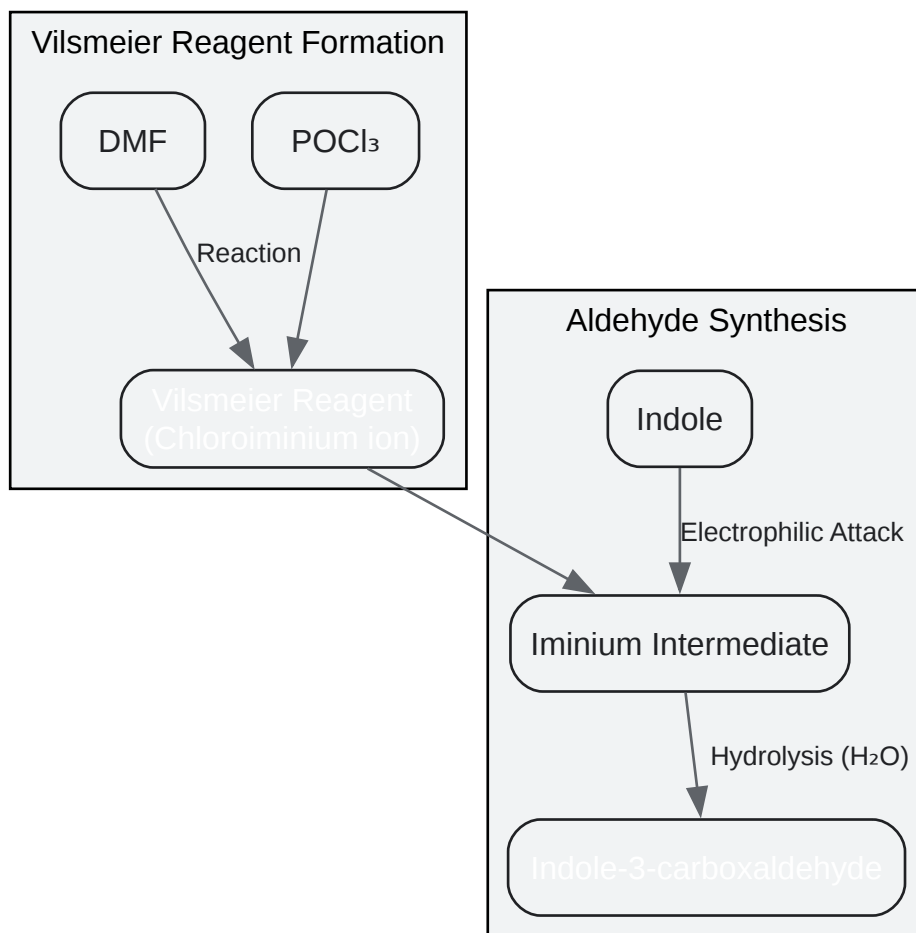 Vilsmeier Reagent Formation
DMF
POCl₃
Reaction
Vilsmeier Reagent
(Chloroiminium ion)
Aldehyde Synthesis
Indole
Electrophilic Attack
Iminium Intermediate
Hydrolysis (H₂O)
Indole-3-carboxaldehyde